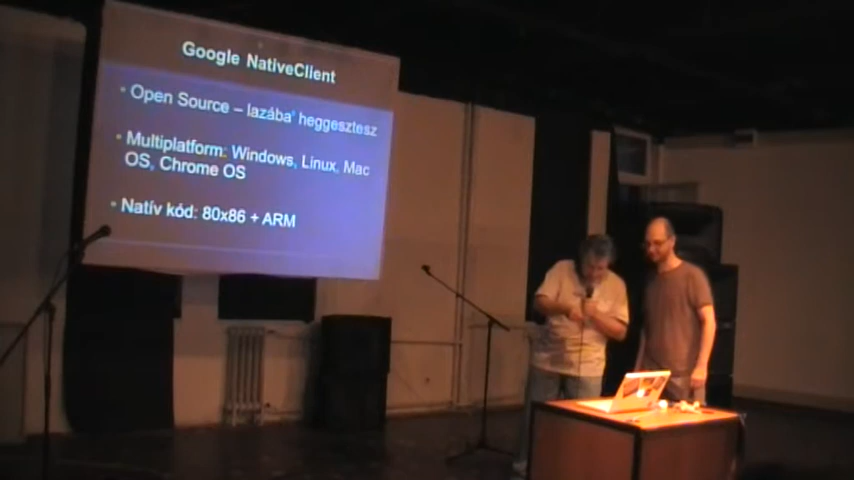 Google NativeClient
• Open Source – lazába' heggesztesz
• Multiplatform: Windows, Linux, Mac
OS, Chrome OS
• Natív kód: 80x86 + ARM